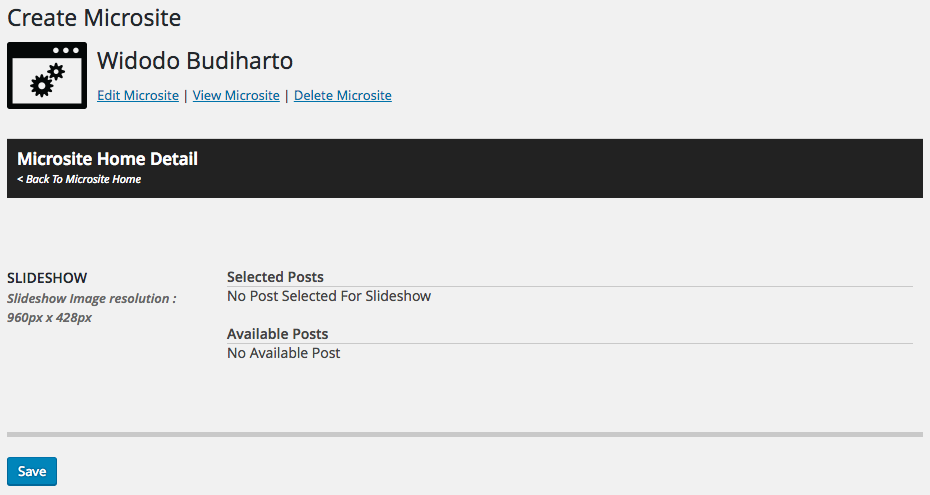 Create Microsite
Widodo Budiharto
Edit Microsite | View Microsite | Delete Microsite
Microsite Home Detail
< Back To Microsite Home
SLIDESHOW
Slideshow Image resolution :
960px x 428px
Selected Posts
No Post Selected For Slideshow
Available Posts
No Available Post
Save